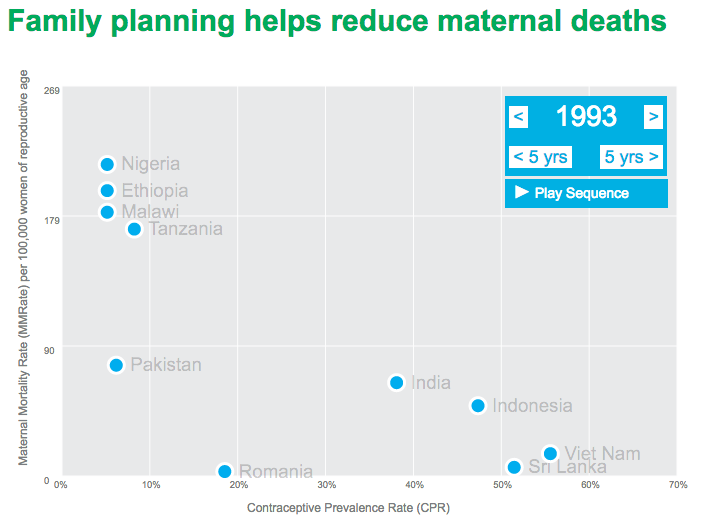 Family planning helps reduce maternal deaths
Maternal Mortality Rate (MMRate) per 100,000 women of reproductive age
269
179
90
0
< 1993 >
< 5 yrs 5 yrs >
Play Sequence
Nigeria
Ethiopia
Malawi
Tanzania
Pakistan
India
Indonesia
Viet Nam
Sri Lanka
Romania
0% 10% 20% 30% 40% 50% 60% 70%
Contraceptive Prevalence Rate (CPR)